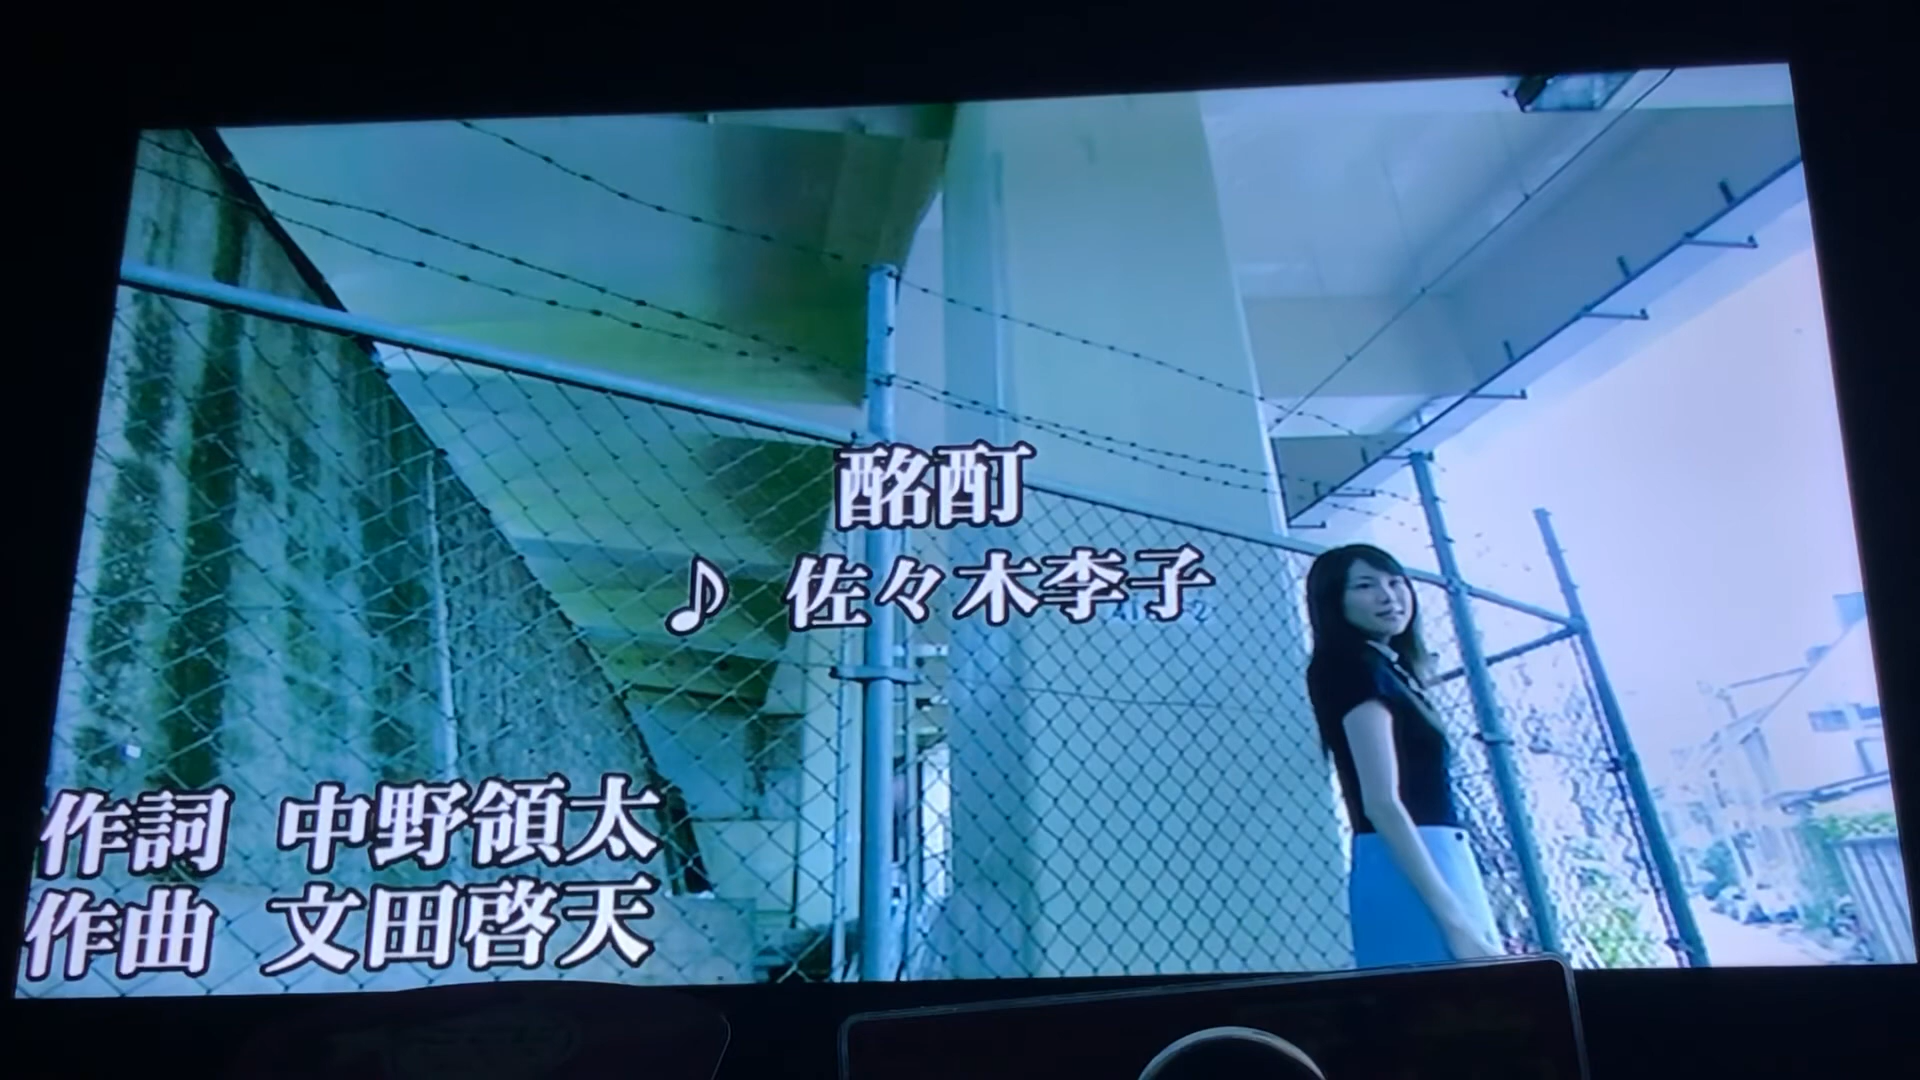 酩酊
♪ 佐々木李子
作詞 中野領太
作曲 文田啓天